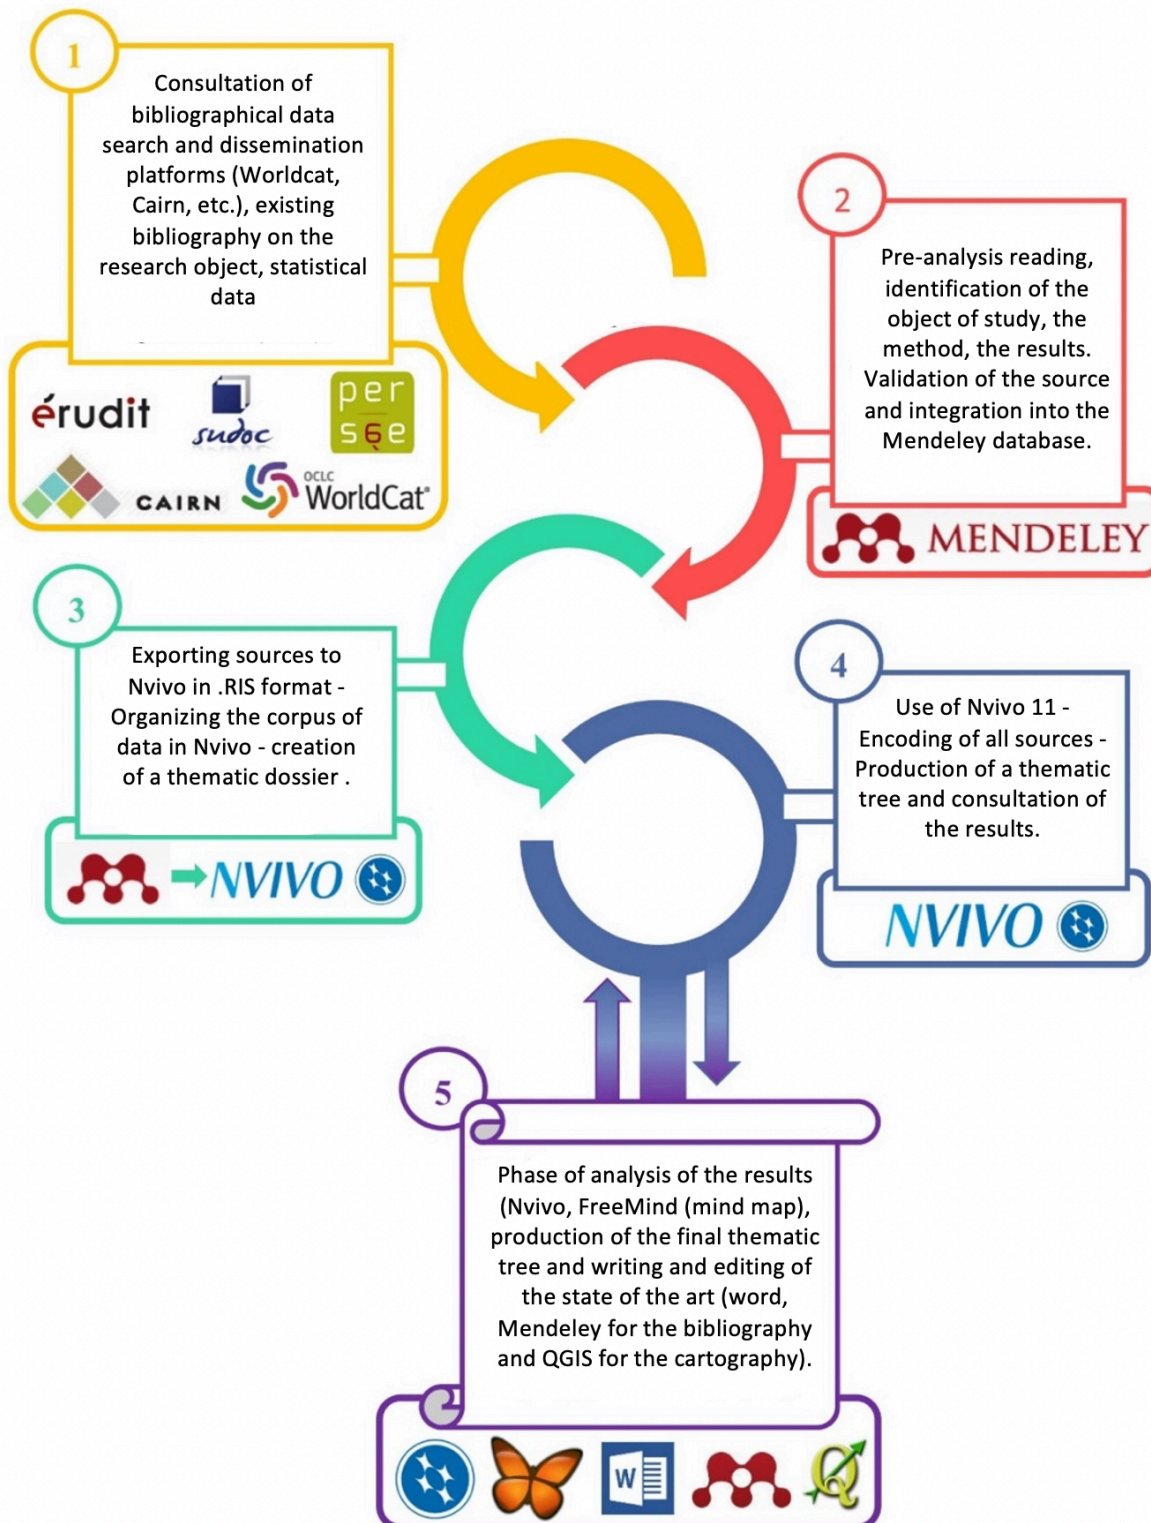 1
Consultation of
bibliographical data
search and dissemination
platforms (Worldcat,
Cairn, etc.), existing
bibliography on the
research object, statistical
data
érudit
sudoc
per
sée
CAIRN
OCLC
WorldCat®
2
Pre-analysis reading,
identification of the
object of study, the
method, the results.
Validation of the source
and integration into the
Mendeley database.
MENDELEY
3
Exporting sources to
Nvivo in .RIS format -
Organizing the corpus of
data in Nvivo - creation
of a thematic dossier .
NVIVO
4
Use of Nvivo 11 -
Encoding of all sources -
Production of a thematic
tree and consultation of
the results.
NVIVO
5
Phase of analysis of the results
(Nvivo, FreeMind (mind map),
production of the final thematic
tree and writing and editing of
the state of the art (word,
Mendeley for the bibliography
and QGIS for the cartography).
W
Q